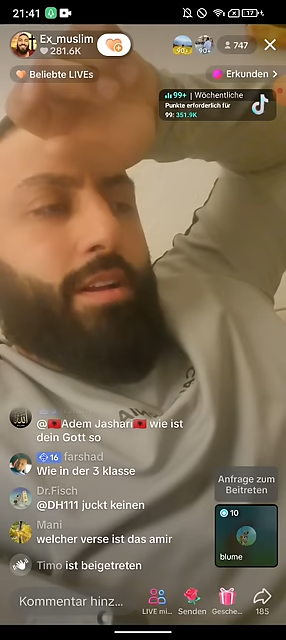 21:41
17
Ex_muslim
281.6K
90+
90+
747
Beliebte LIVEs
Erkunden >
99+ | Wöchentliche
Punkte erforderlich für
99: 351.9K
@🇦🇱Adem Jashari🇦🇱 wie ist
dein Gott so
16 farshad
Wie in der 3 klasse
Dr.Fisch
@DH111 juckt keinen
Mani
welcher verse ist das amir
Timo ist beigetreten
Anfrage zum
Beitreten
10
blume
Kommentar hinz...
LIVE mi...
Senden
Gesche...
185